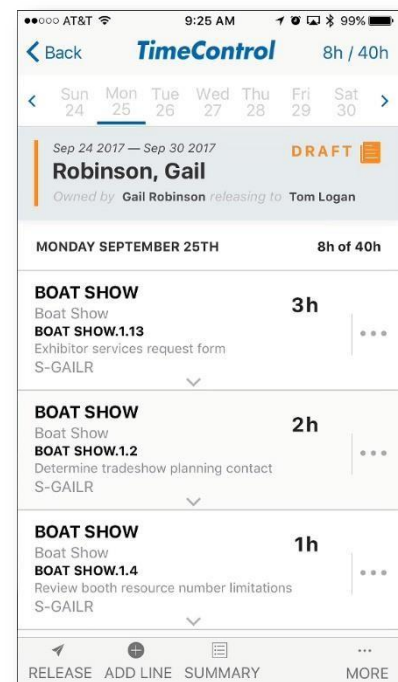 AT&T 9:25 AM 99%
Back TimeControl 8h / 40h
Sun Mon Tue Wed Thu Fri Sat
24 25 26 27 28 29 30
Sep 24 2017 — Sep 30 2017 DRAFT
Robinson, Gail
Owned by Gail Robinson releasing to Tom Logan
MONDAY SEPTEMBER 25TH 8h of 40h
BOAT SHOW 3h
Boat Show
BOAT SHOW.1.13
Exhibitor services request form
S-GAILR
BOAT SHOW 2h
Boat Show
BOAT SHOW.1.2
Determine tradeshow planning contact
S-GAILR
BOAT SHOW 1h
Boat Show
BOAT SHOW.1.4
Review booth resource number limitations
S-GAILR
RELEASE ADD LINE SUMMARY MORE